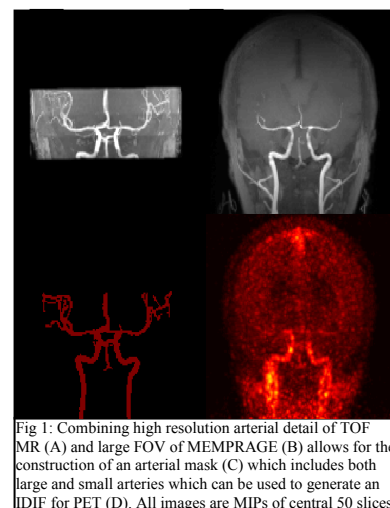 Fig 1: Combining high resolution arterial detail of TOF
MR (A) and large FOV of MEMPRAGE (B) allows for the
construction of an arterial mask (C) which includes both
large and small arteries which can be used to generate an
IDIF for PET (D). All images are MIPs of central 50 slices